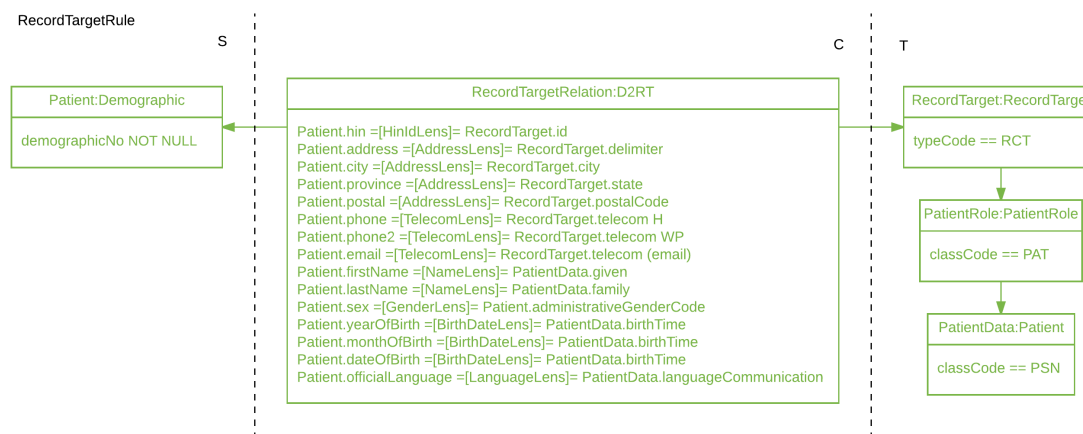 RecordTargetRule
S
C
T
Patient:Demographic
demographicNo NOT NULL
RecordTargetRelation:D2RT
Patient.hin =[HinIdLens]= RecordTarget.id
Patient.address =[AddressLens]= RecordTarget.delimiter
Patient.city =[AddressLens]= RecordTarget.city
Patient.province =[AddressLens]= RecordTarget.state
Patient.postal =[AddressLens]= RecordTarget.postalCode
Patient.phone =[TelecomLens]= RecordTarget.telecom H
Patient.phone2 =[TelecomLens]= RecordTarget.telecom WP
Patient.email =[TelecomLens]= RecordTarget.telecom (email)
Patient.firstName =[NameLens]= PatientData.given
Patient.lastName =[NameLens]= PatientData.family
Patient.sex =[GenderLens]= Patient.administrativeGenderCode
Patient.yearOfBirth =[BirthDateLens]= PatientData.birthTime
Patient.monthOfBirth =[BirthDateLens]= PatientData.birthTime
Patient.dateOfBirth =[BirthDateLens]= PatientData.birthTime
Patient.officialLanguage =[LanguageLens]= PatientData.languageCommunication
RecordTarget:RecordTarge
typeCode == RCT
PatientRole:PatientRole
classCode == PAT
PatientData:Patient
classCode == PSN